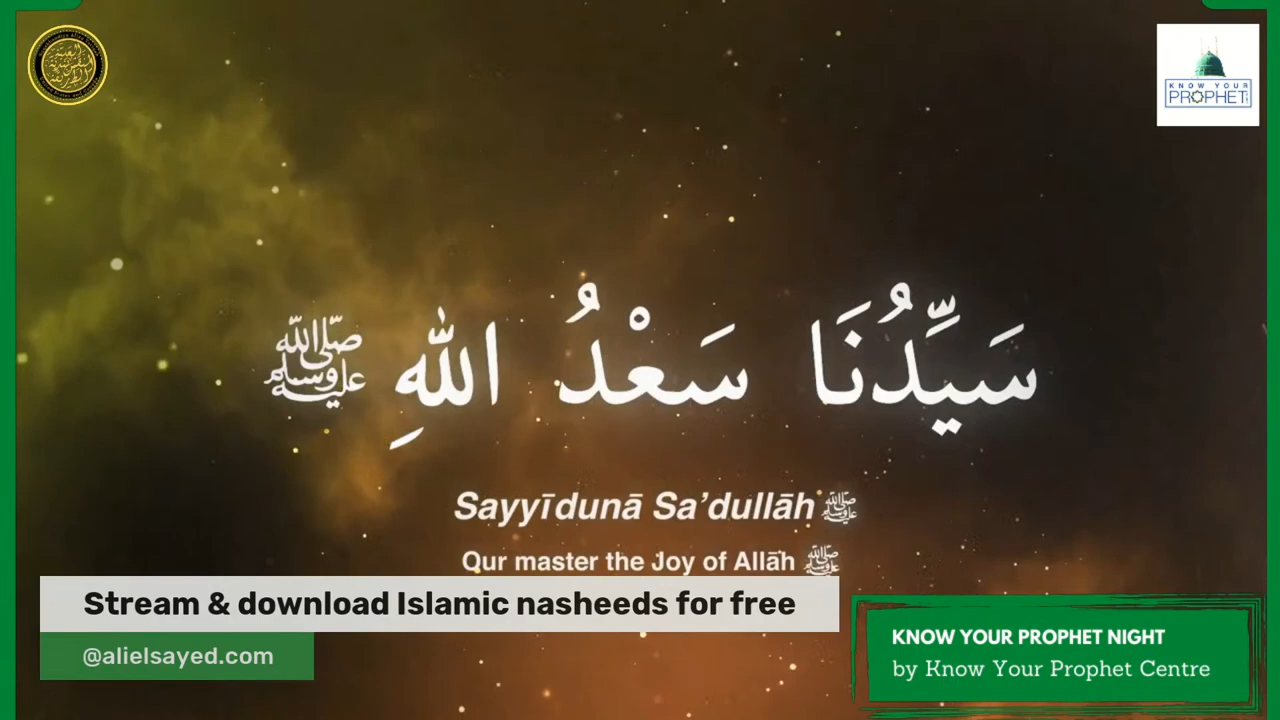 KNOW YOUR
PROPHET
سَيِّدُنَا سَعْدُ اللهِ ﷺ
Sayyīdunā Sa’dullāh ﷺ
Our master the Joy of Allāh ﷺ
Stream & download Islamic nasheeds for free
@alielsayed.com
KNOW YOUR PROPHET NIGHT
by Know Your Prophet Centre